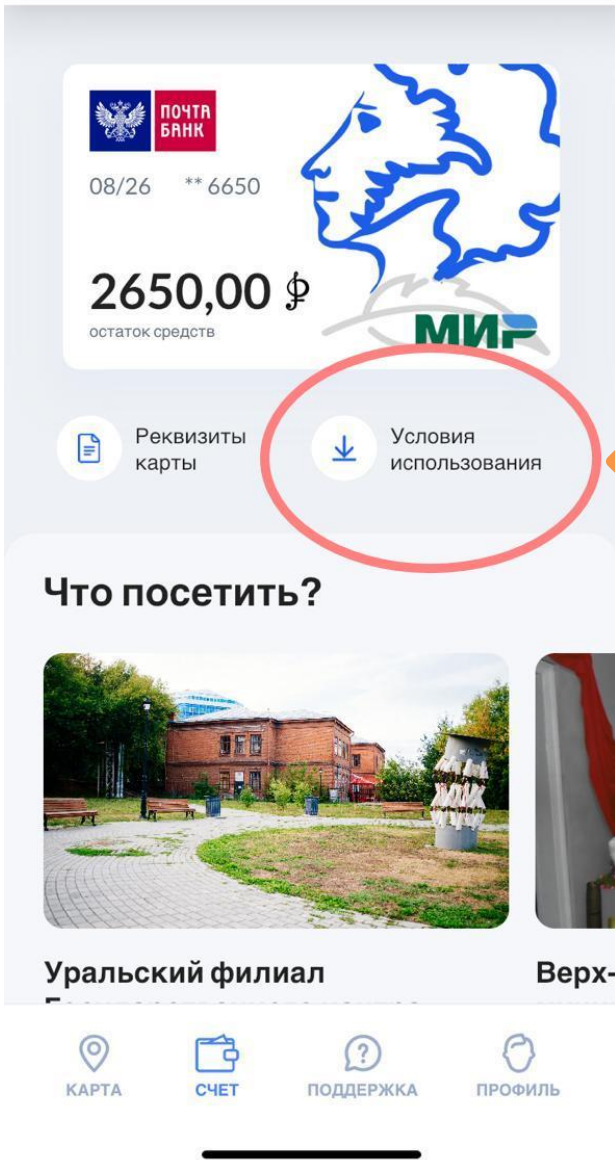 ПОЧТА
БАНК
08/26 ** 6650
2650,00 ₽
остаток средств
МИР
Реквизиты
карты
Условия
использования
Что посетить?
Уральский филиал
Верх-
КАРТА
СЧЕТ
ПОДДЕРЖКА
ПРОФИЛЬ